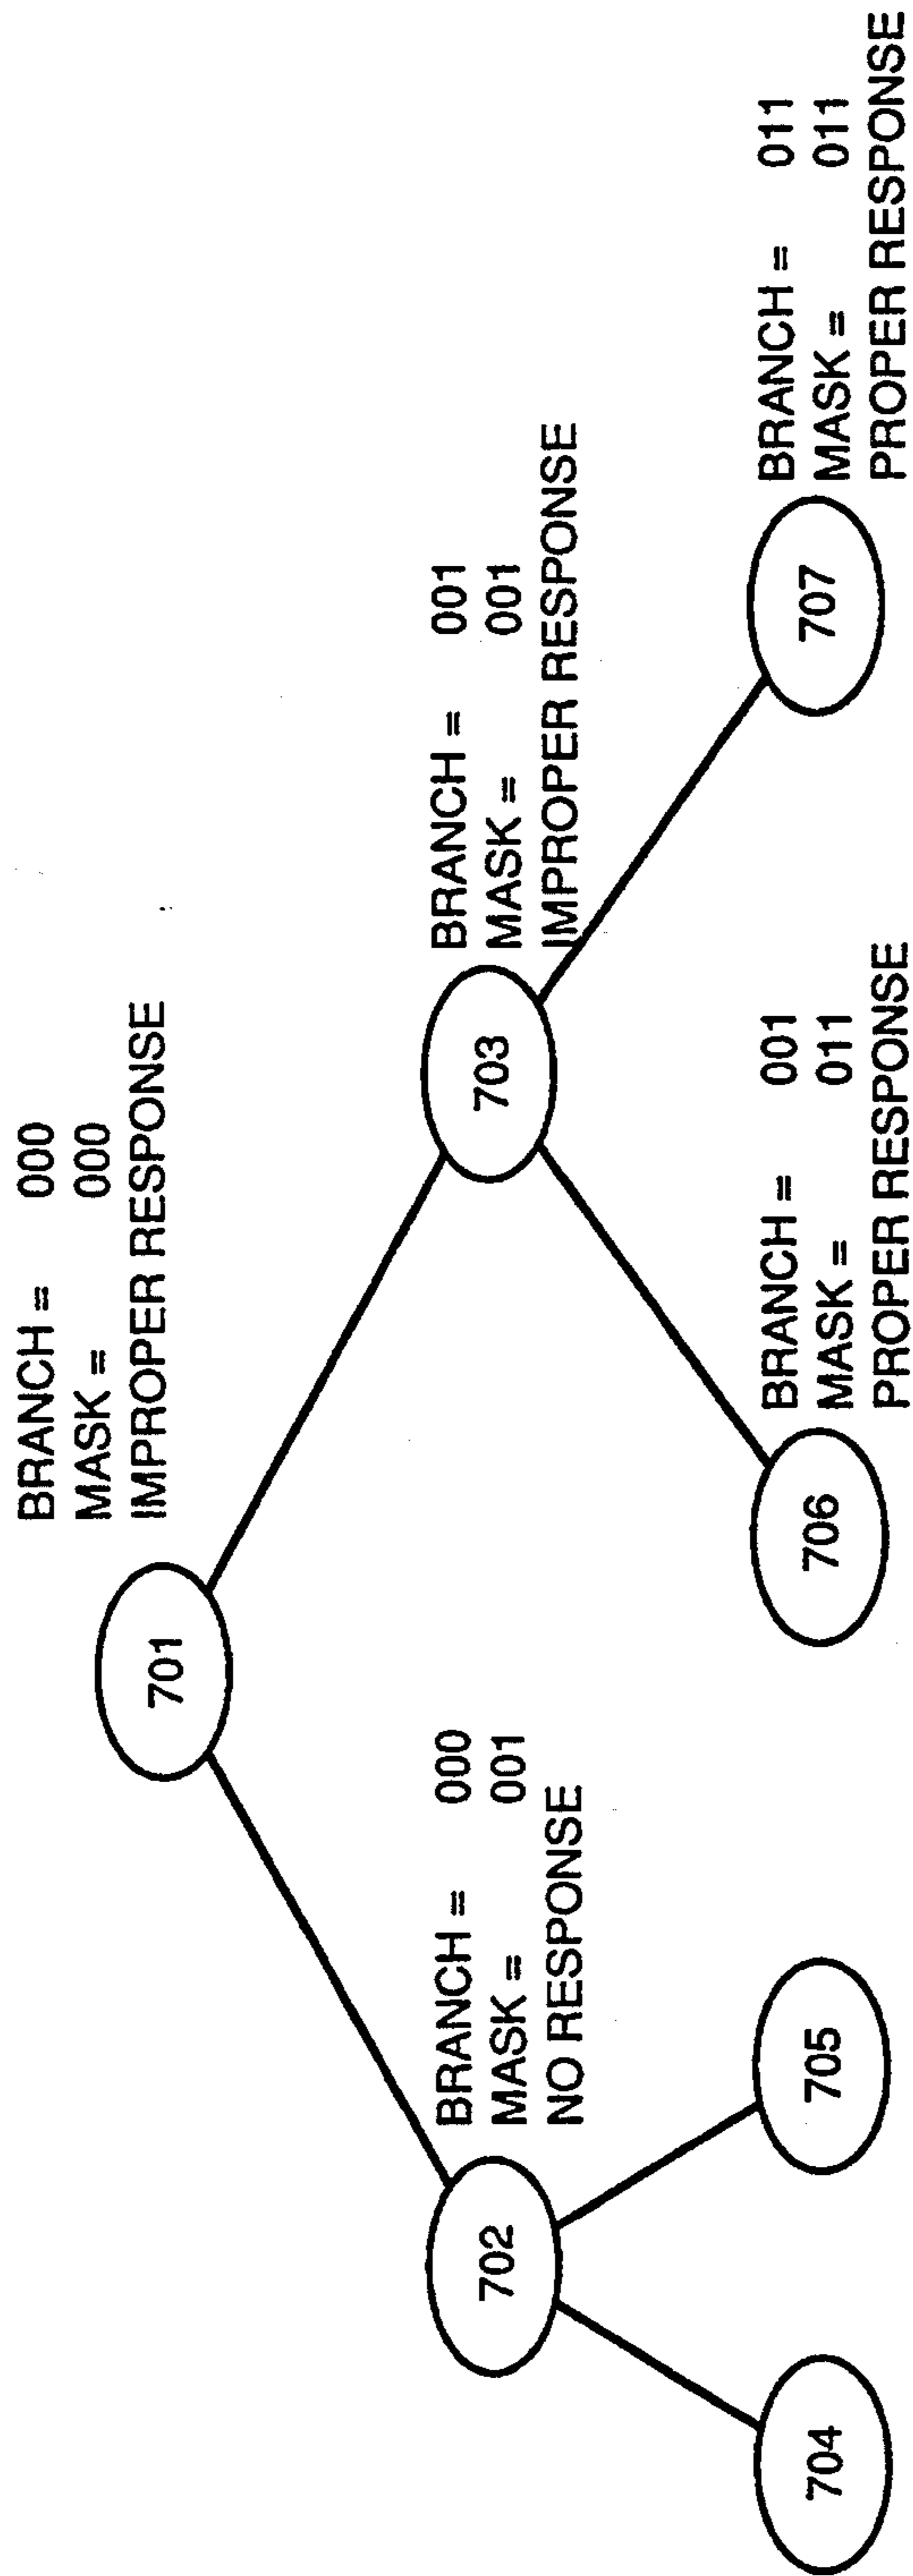 BRANCH = 000
MASK = 000
IMPROPER RESPONSE
701
BRANCH = 000
MASK = 001
NO RESPONSE
702
BRANCH = 001
MASK = 001
IMPROPER RESPONSE
703
704
705
BRANCH = 001
MASK = 011
PROPER RESPONSE
706
BRANCH = 011
MASK = 011
PROPER RESPONSE
707